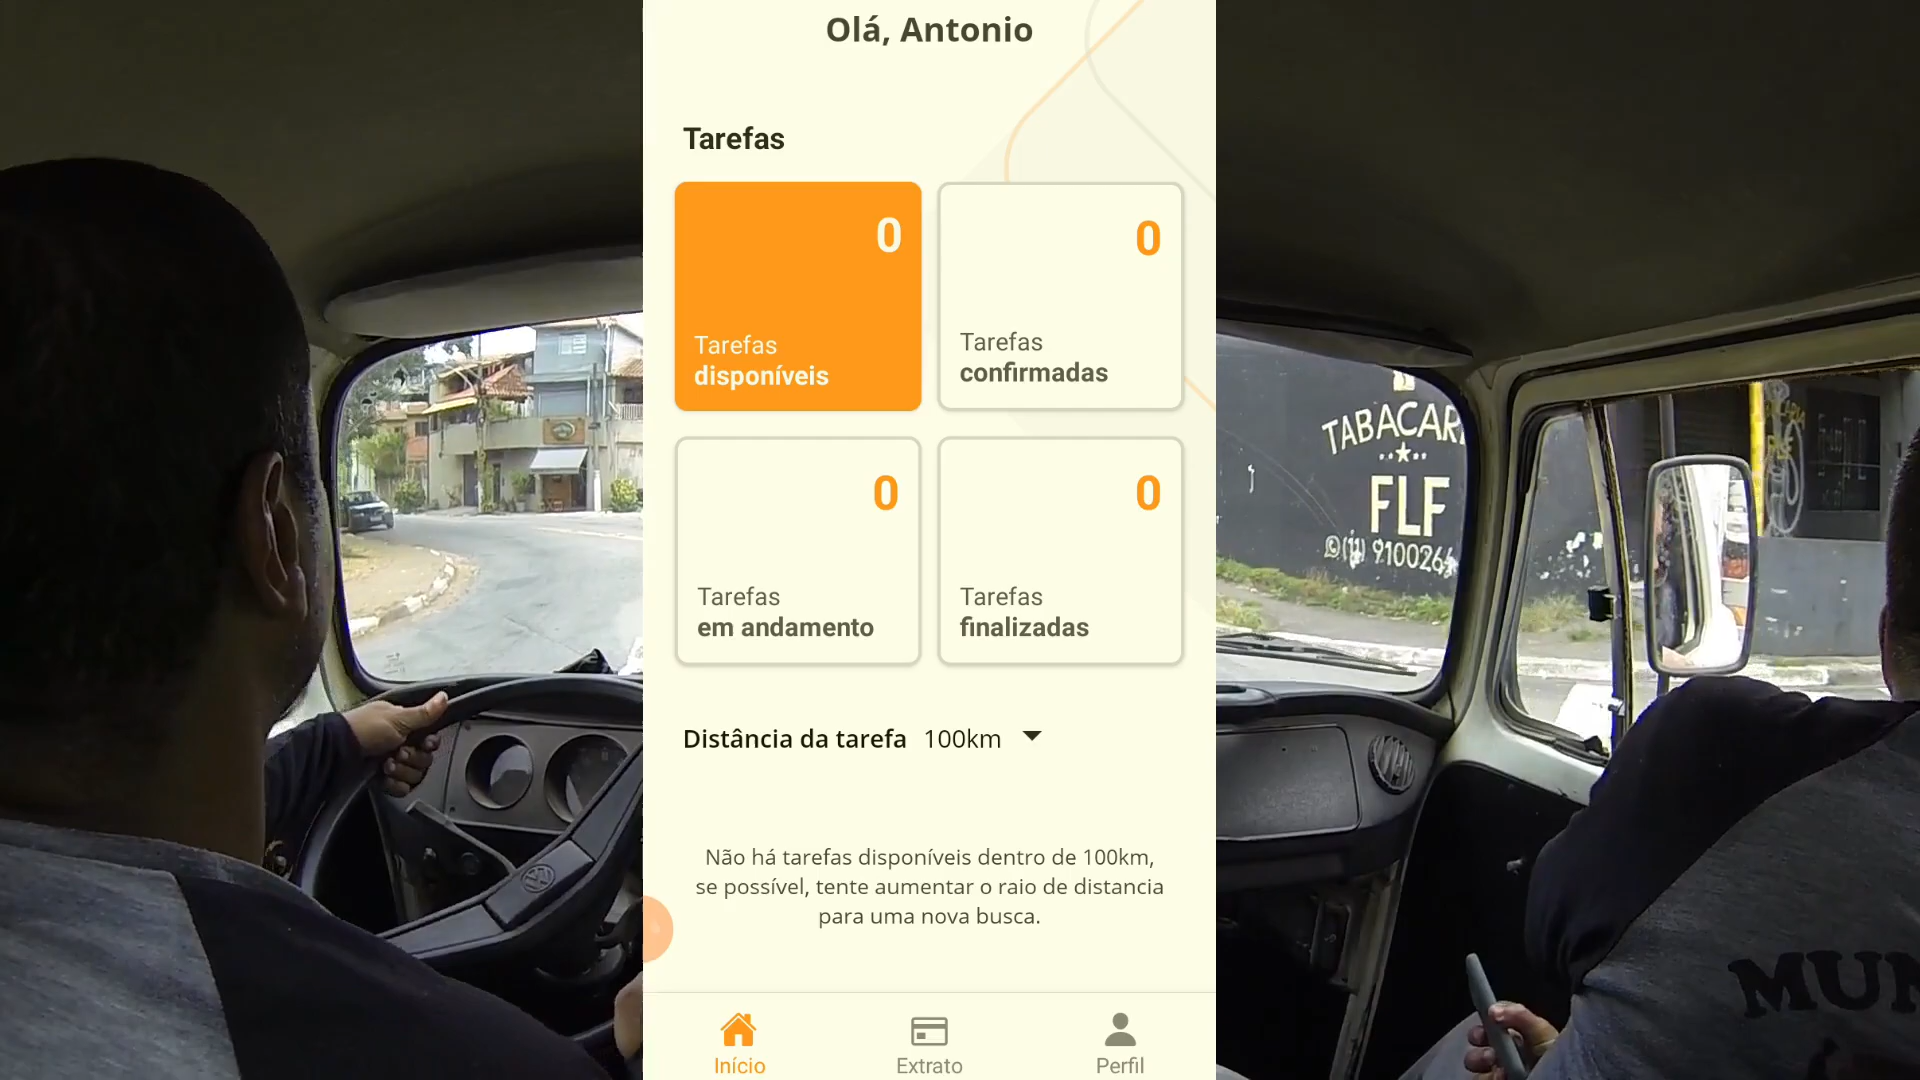 Olá, Antonio
Tarefas
0
Tarefas
disponíveis
0
Tarefas
confirmadas
0
Tarefas
em andamento
0
Tarefas
finalizadas
Distância da tarefa 100km
Não há tarefas disponíveis dentro de 100km,
se possível, tente aumentar o raio de distancia
para uma nova busca.
Início
Extrato
Perfil
FLF
MUN